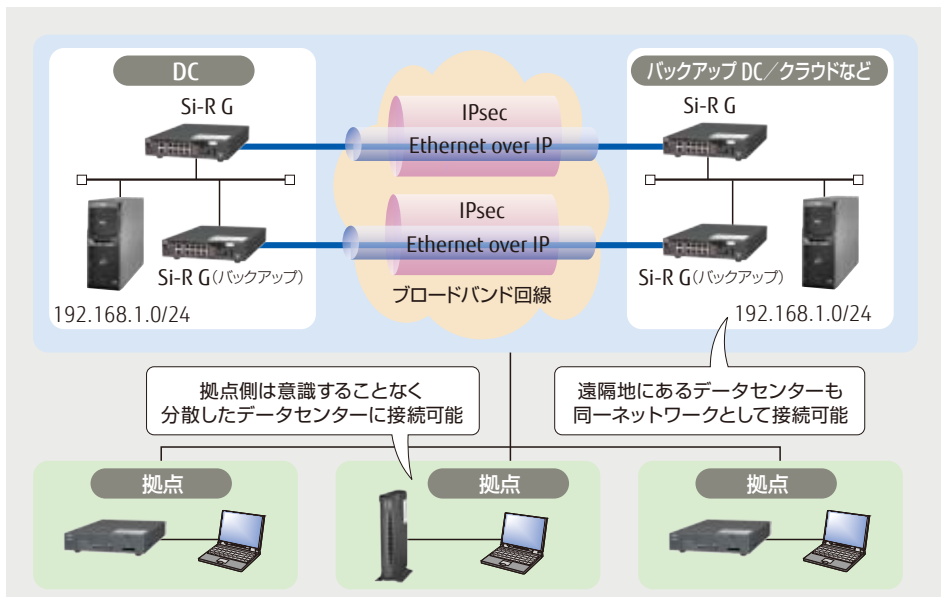 DC
バックアップ DC／クラウドなど
Si-R G
Si-R G
IPsec
Ethernet over IP
IPsec
Ethernet over IP
Si-R G（バックアップ）
Si-R G（バックアップ）
ブロードバンド回線
192.168.1.0/24
192.168.1.0/24
拠点側は意識することなく
分散したデータセンターに接続可能
遠隔地にあるデータセンターも
同一ネットワークとして接続可能
拠点
拠点
拠点